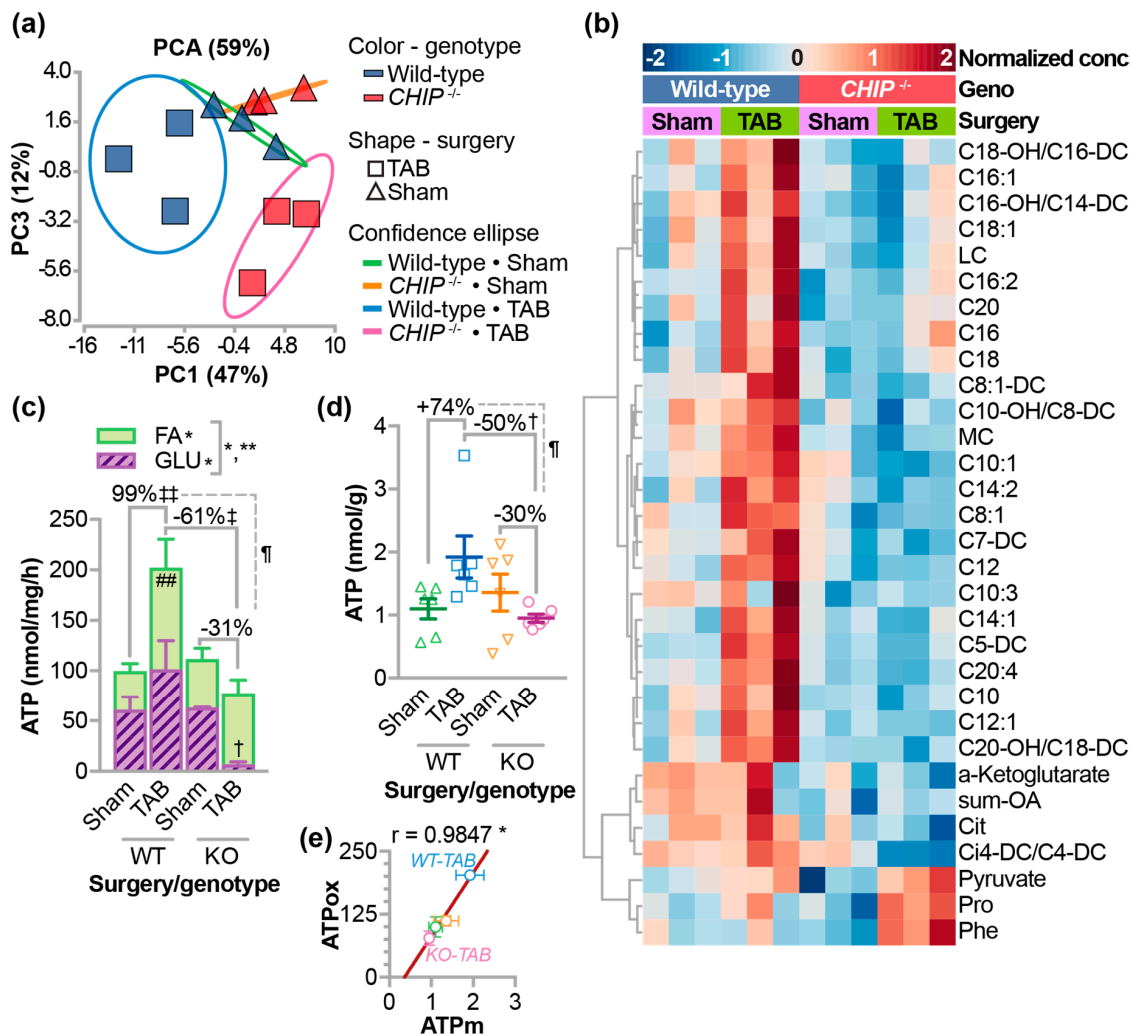 (a)
PCA (59%)
4.0
1.6
-0.8
-3.2
-5.6
-8.0
PC3 (12%)
-16
-11
-5.6
-0.4
4.8
10
PC1 (47%)
Color - genotype
Wild-type
CHIP -/-
Shape - surgery
TAB
Sham
Confidence ellipse
Wild-type • Sham
CHIP -/- • Sham
Wild-type • TAB
CHIP -/- • TAB
(b)
-2 -1 0 1 2 Normalized conc
Wild-type CHIP -/- Geno
Sham TAB Sham TAB Surgery
C18-OH/C16-DC
C16:1
C16-OH/C14-DC
C18:1
LC
C16:2
C20
C16
C18
C8:1-DC
C10-OH/C8-DC
MC
C10:1
C14:2
C8:1
C7-DC
C12
C10:3
C14:1
C5-DC
C20:4
C10
C12:1
C20-OH/C18-DC
a-Ketoglutarate
sum-OA
Cit
Ci4-DC/C4-DC
Pyruvate
Pro
Phe
(c)
FA*
GLU*
*,**
99%‡‡
-61%‡
¶
-31%
##
†
250
200
150
100
50
0
ATP (nmol/mg/h)
Sham TAB Sham TAB
WT KO
Surgery/genotype
(d)
+74%
-50%†
¶
-30%
4
3
2
1
0
ATP (nmol/g)
Sham TAB Sham TAB
WT KO
Surgery/genotype
(e)
r = 0.9847 *
250
125
0
ATPox
WT-TAB
KO-TAB
0 1 2 3
ATPm